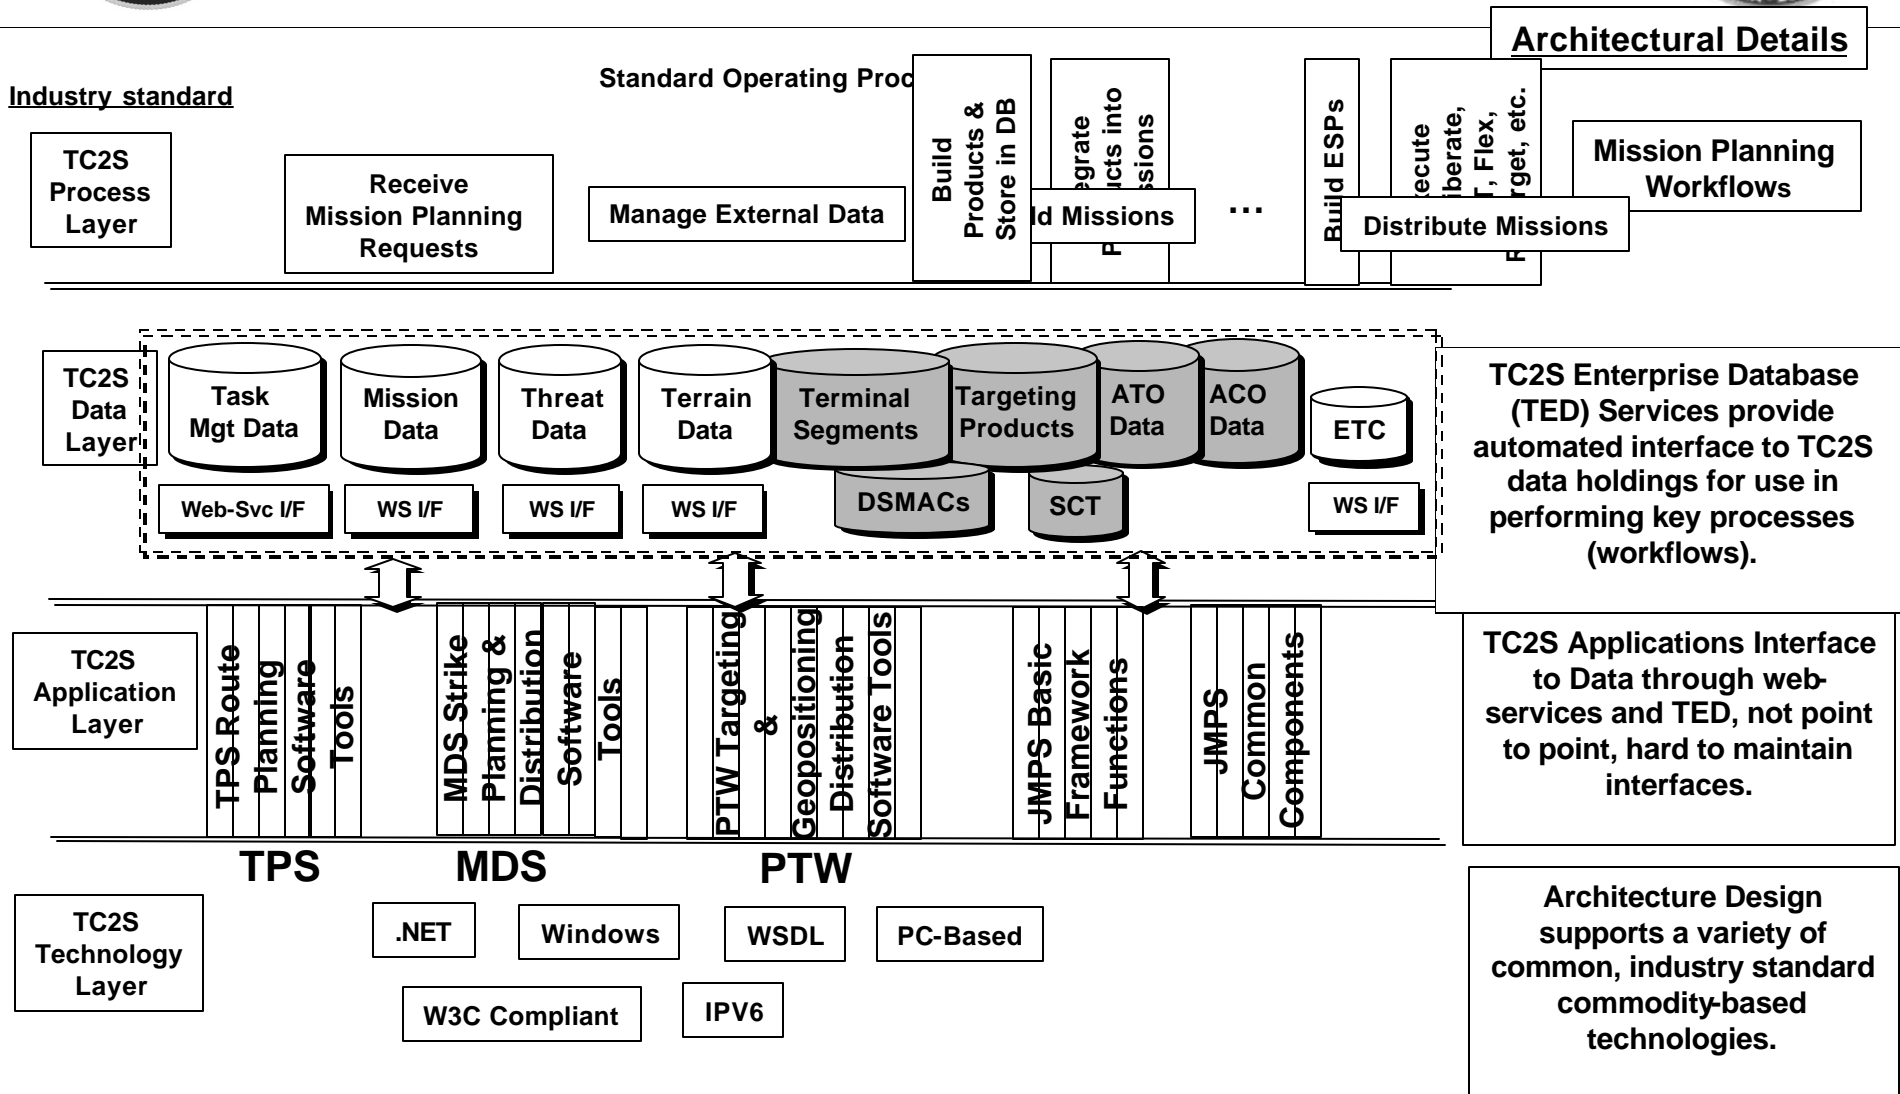 Architectural Details
Industry standard
Standard Operating Proc
TC2S
Process
Layer
Receive
Mission Planning
Requests
Manage External Data
Build
Products &
Store in DB
Missions
...
Build ESPs
Distribute Missions
Mission Planning
Workflows
TC2S
Data
Layer
Task
Mgt Data
Mission
Data
Threat
Data
Terrain
Data
Terminal
Segments
Targeting
Products
ATO
Data
ACO
Data
ETC
Web-Svc I/F
WS I/F
WS I/F
WS I/F
DSMACs
SCT
WS I/F
TC2S Enterprise Database
(TED) Services provide
automated interface to TC2S
data holdings for use in
performing key processes
(workflows).
TC2S
Application
Layer
TPS Route
Planning
Software
Tools
MDS Strike
Planning &
Distribution
Software
Tools
PTW Targeting
&
Geopositioning
Distribution
Software Tools
JMPS Basic
Framework
Functions
JMPS
Common
Components
TC2S Applications Interface
to Data through web-
services and TED, not point
to point, hard to maintain
interfaces.
TPS
MDS
PTW
TC2S
Technology
Layer
.NET
Windows
WSDL
PC-Based
W3C Compliant
IPV6
Architecture Design
supports a variety of
common, industry standard
commodity-based
technologies.